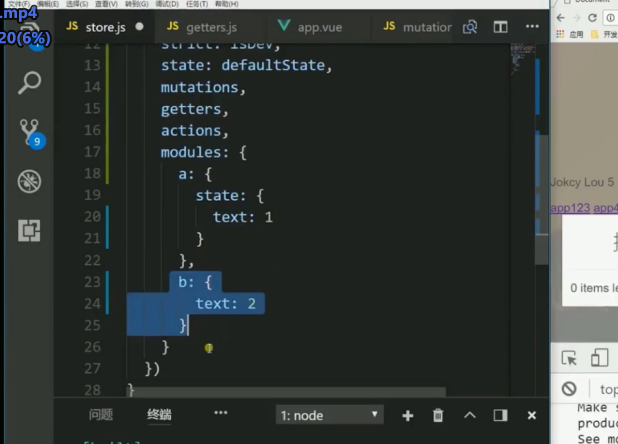 文件(F) 编辑(E) 选择(S) 查看(V) 转到(G) 调试(D) 任务(T) 帮助(H)
.mp4
20(6%)
JS store.js
JS getters.js
app.vue
JS mutation
9
12 strict: isDev,
13 state: defaultState,
14 mutations,
15 getters,
16 actions,
17 modules: {
18 a: {
19 state: {
20 text: 1
21 }
22 },
23 b: {
24 text: 2
25 }
26 }
27 })
28 }
问题 终端 ••• 1: node
Document
应用 开发
Jokcy Lou 5
app123 app4
0 items le
top
Make s
produc
See mo